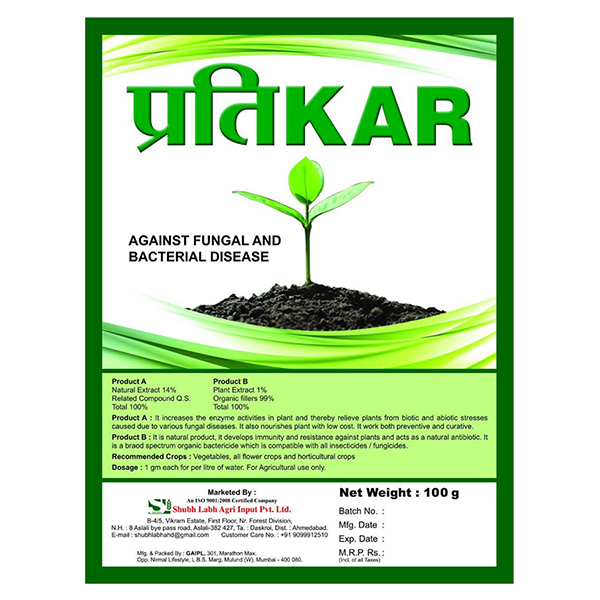 प्रतिKAR
AGAINST FUNGAL AND
BACTERIAL DISEASE
Product A
Natural Extract 14%
Related Compound Q.S.
Total 100%
Product B
Plant Extract 1%
Organic fillers 99%
Total 100%
Product A : It increases the enzyme activities in plant and thereby relieve plants from biotic and abiotic stresses
caused due to various fungal diseases. It also nourishes plant with low cost. It work both preventive and curative.
Product B : It is natural product, it develops immunity and resistance against plants and acts as a natural antibiotic. It
is a braod spectrum organic bactericide which is compatible with all insecticides / fungicides.
Recommended Crops : Vegetables, all flower crops and horticultural crops
Dosage : 1 gm each for per litre of water. For Agricultural use only.
Marketed By :
An ISO 9001:2008 Certified Company
Shubh Labh Agri Input Pvt. Ltd.
B-4/5, Vikram Estate, First Floor, Nr. Forest Division,
N.H. : 8 Aslali bye pass road, Aslali-382 427, Ta. : Daskroi, Dist. : Ahmedabad.
E-mail : shubhlabhahd@gmail.com Customer Care No. : +91 9099912510
Mfg. & Packed By : GAIPL, 301, Marathon Max,
Opp. Nirmal Lifestyle, L.B.S. Marg, Mulund (W), Mumbai - 400 080.
Net Weight : 100 g
Batch No. :
Mfg. Date :
Exp. Date :
M.R.P. Rs.:
(Incl. of all Taxes)